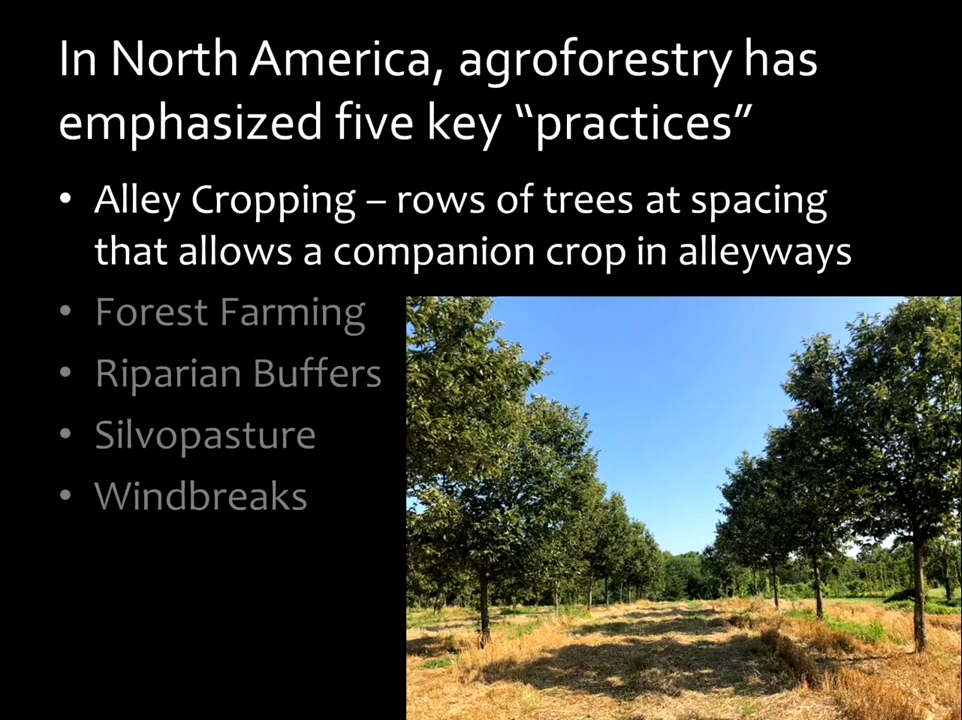 In North America, agroforestry has
emphasized five key “practices”
• Alley Cropping – rows of trees at spacing
that allows a companion crop in alleyways
• Forest Farming
• Riparian Buffers
• Silvopasture
• Windbreaks